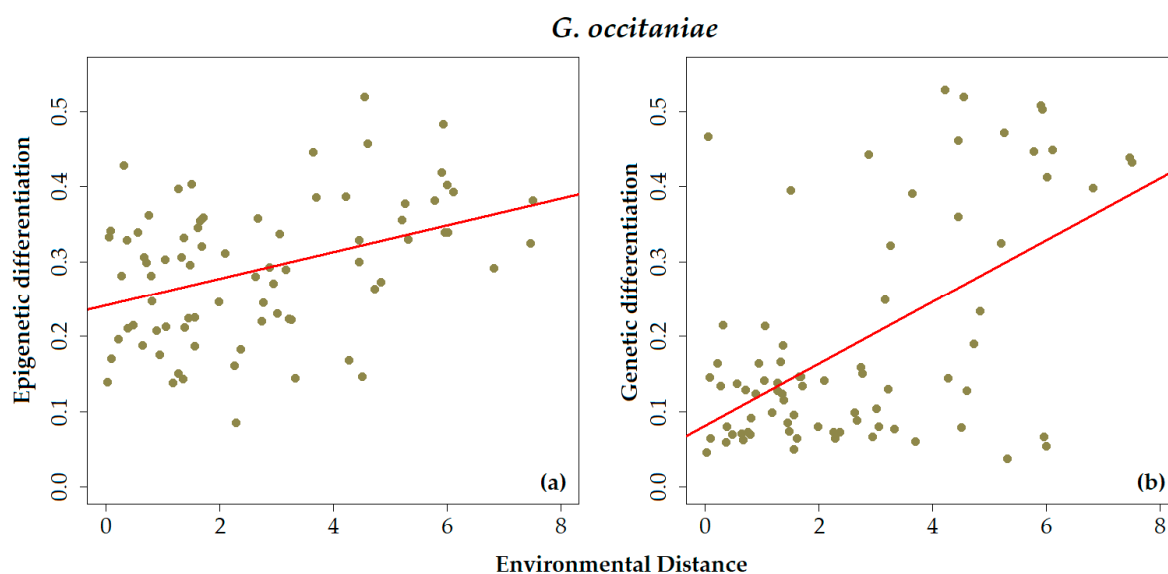 G. occitaniae
Epigenetic differentiation
0.0 0.1 0.2 0.3 0.4 0.5
(a)
0 2 4 6 8
Genetic differentiation
0.0 0.1 0.2 0.3 0.4 0.5
(b)
0 2 4 6 8
Environmental Distance